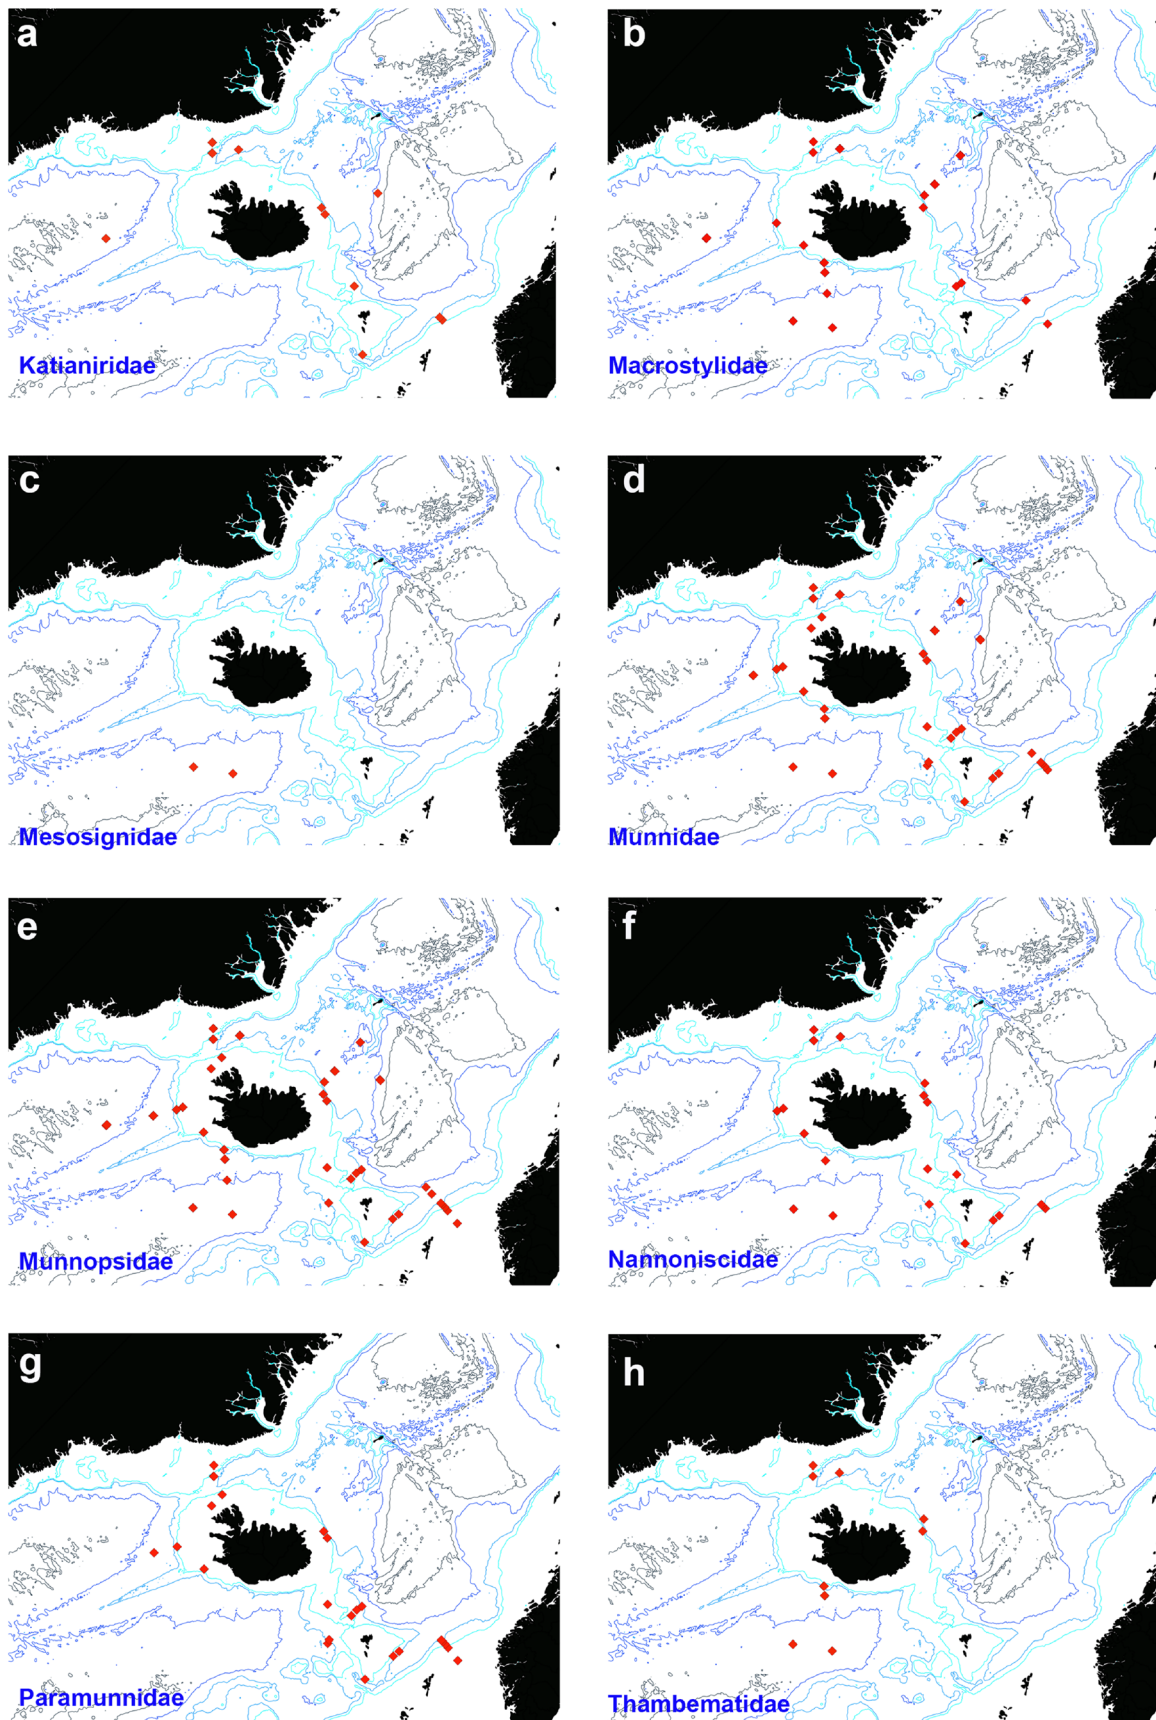 a
b
Katianiridae
Macrostylidae
c
d
Mesosignidae
Munnidae
e
f
Munnopsidae
Nannoniscidae
g
h
Paramunnidae
Thambematidae